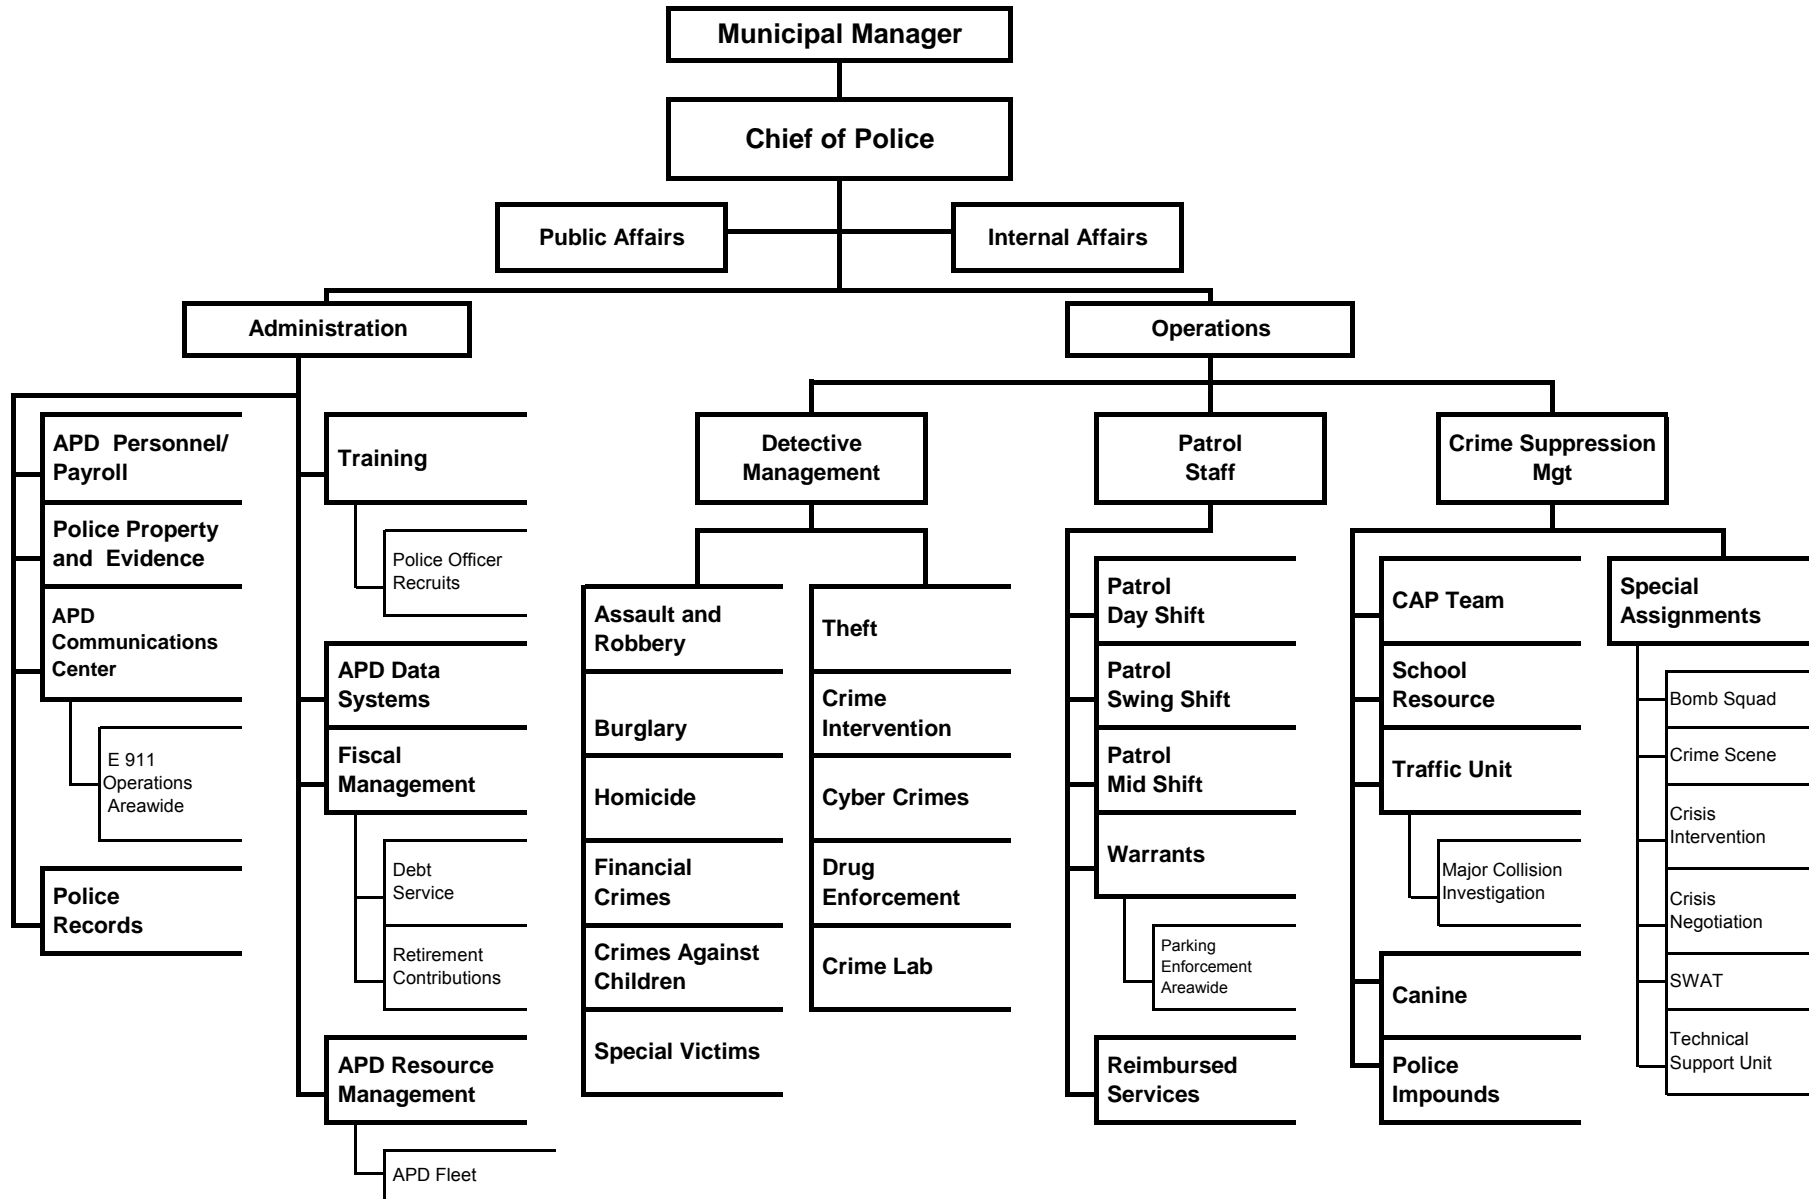 Municipal Manager
Chief of Police
Public Affairs
Internal Affairs
Administration
Operations
APD Personnel/
Payroll
Police Property
and Evidence
APD
Communications
Center
E 911
Operations
Areawide
Police
Records
Training
Police Officer
Recruits
APD Data
Systems
Fiscal
Management
Debt
Service
Retirement
Contributions
APD Resource
Management
APD Fleet
Detective
Management
Assault and
Robbery
Burglary
Homicide
Financial
Crimes
Crimes Against
Children
Special Victims
Theft
Crime
Intervention
Cyber Crimes
Drug
Enforcement
Crime Lab
Patrol
Staff
Patrol
Day Shift
Patrol
Swing Shift
Patrol
Mid Shift
Warrants
Parking
Enforcement
Areawide
Reimbursed
Services
Crime Suppression
Mgt
CAP Team
School
Resource
Traffic Unit
Major Collision
Investigation
Canine
Police
Impounds
Special
Assignments
Bomb Squad
Crime Scene
Crisis
Intervention
Crisis
Negotiation
SWAT
Technical
Support Unit